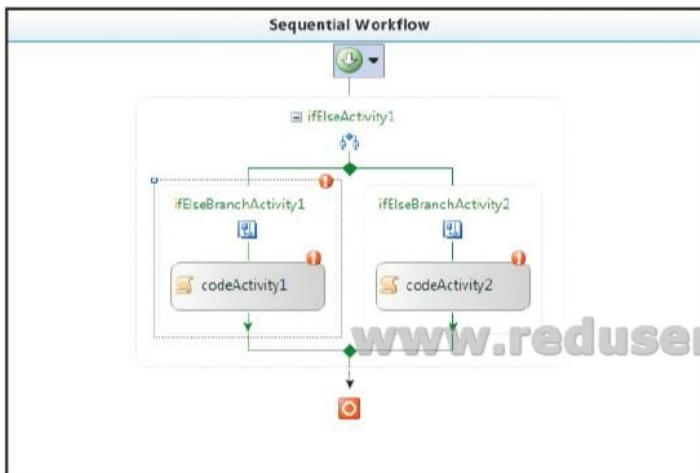 Sequential Workflow
ifElseActivity1
ifElseBranchActivity1
ifElseBranchActivity2
codeActivity1
codeActivity2
www.reduser